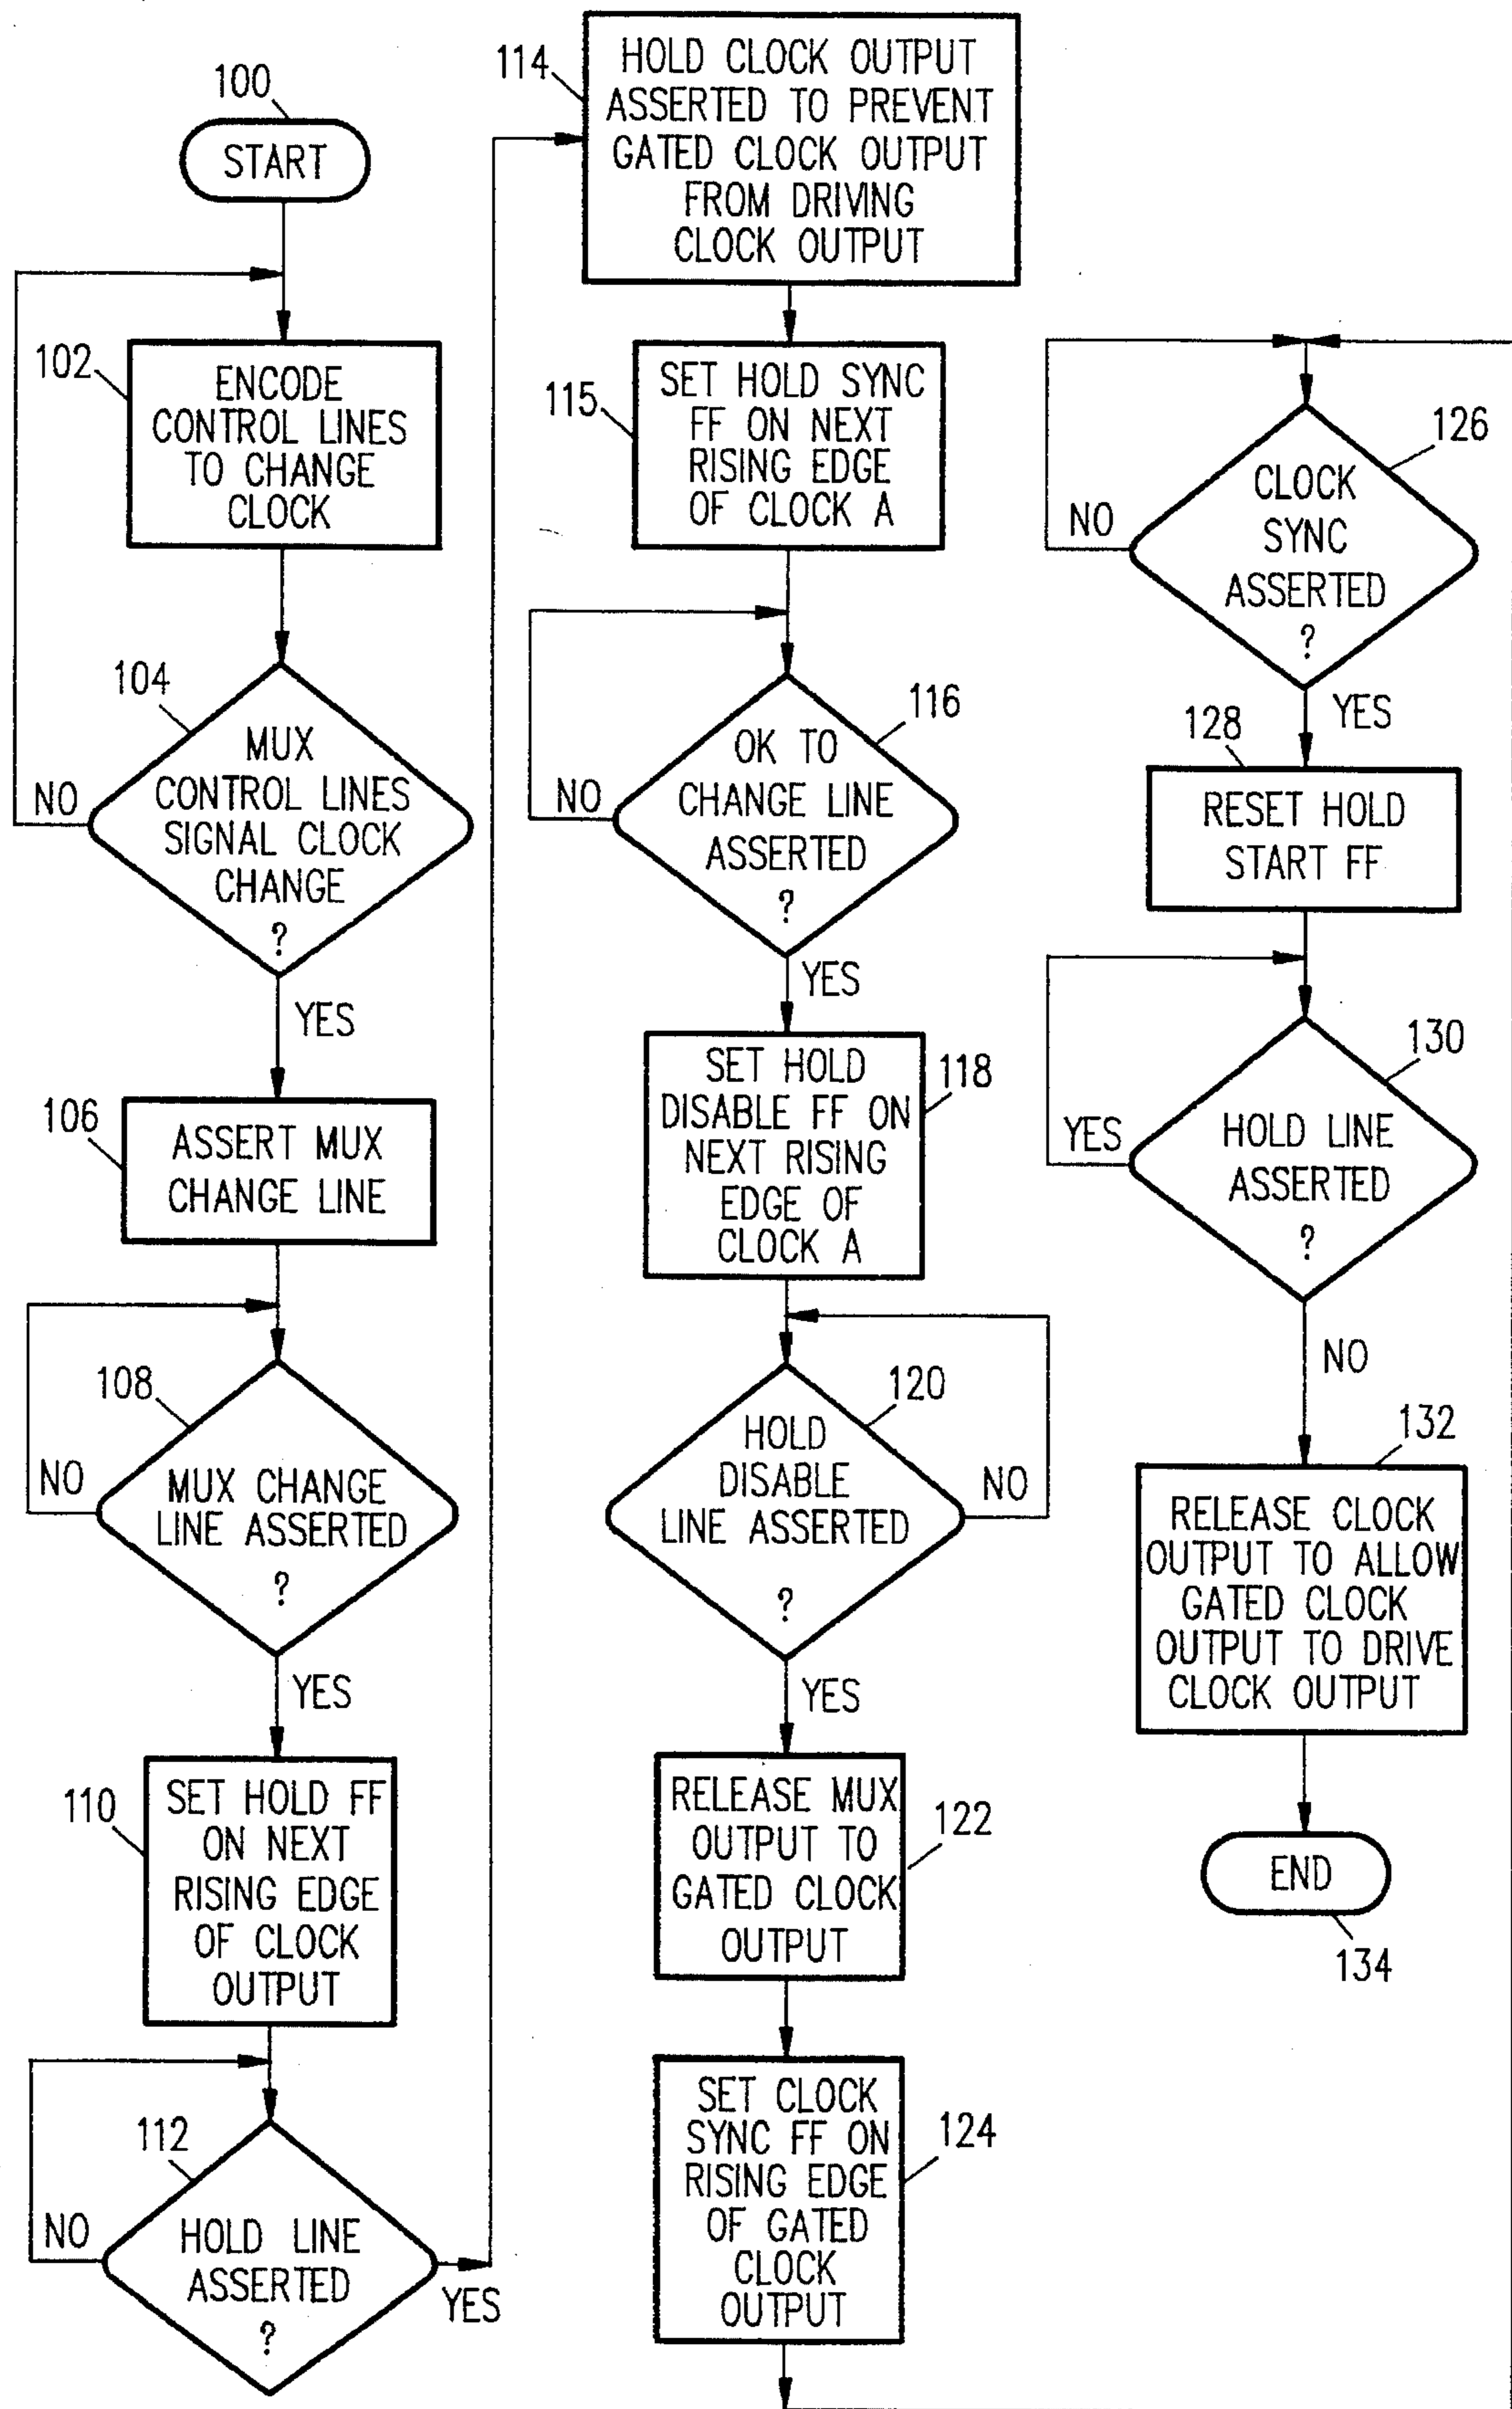 100
START
102
ENCODE
CONTROL LINES
TO CHANGE
CLOCK
104
MUX
CONTROL LINES
SIGNAL CLOCK
CHANGE
?
NO
YES
106
ASSERT MUX
CHANGE LINE
108
MUX CHANGE
LINE ASSERTED
?
NO
YES
110
SET HOLD FF
ON NEXT
RISING EDGE
OF CLOCK
OUTPUT
112
HOLD LINE
ASSERTED
?
NO
YES
114
HOLD CLOCK OUTPUT
ASSERTED TO PREVENT
GATED CLOCK OUTPUT
FROM DRIVING
CLOCK OUTPUT
115
SET HOLD SYNC
FF ON NEXT
RISING EDGE
OF CLOCK A
116
OK TO
CHANGE LINE
ASSERTED
?
NO
YES
118
SET HOLD
DISABLE FF ON
NEXT RISING
EDGE OF
CLOCK A
120
HOLD
DISABLE
LINE ASSERTED
?
NO
YES
122
RELEASE MUX
OUTPUT TO
GATED CLOCK
OUTPUT
124
SET CLOCK
SYNC FF ON
RISING EDGE
OF GATED
CLOCK
OUTPUT
126
CLOCK
SYNC
ASSERTED
?
NO
YES
128
RESET HOLD
START FF
130
HOLD LINE
ASSERTED
?
YES
NO
132
RELEASE CLOCK
OUTPUT TO ALLOW
GATED CLOCK
OUTPUT TO DRIVE
CLOCK OUTPUT
END
134